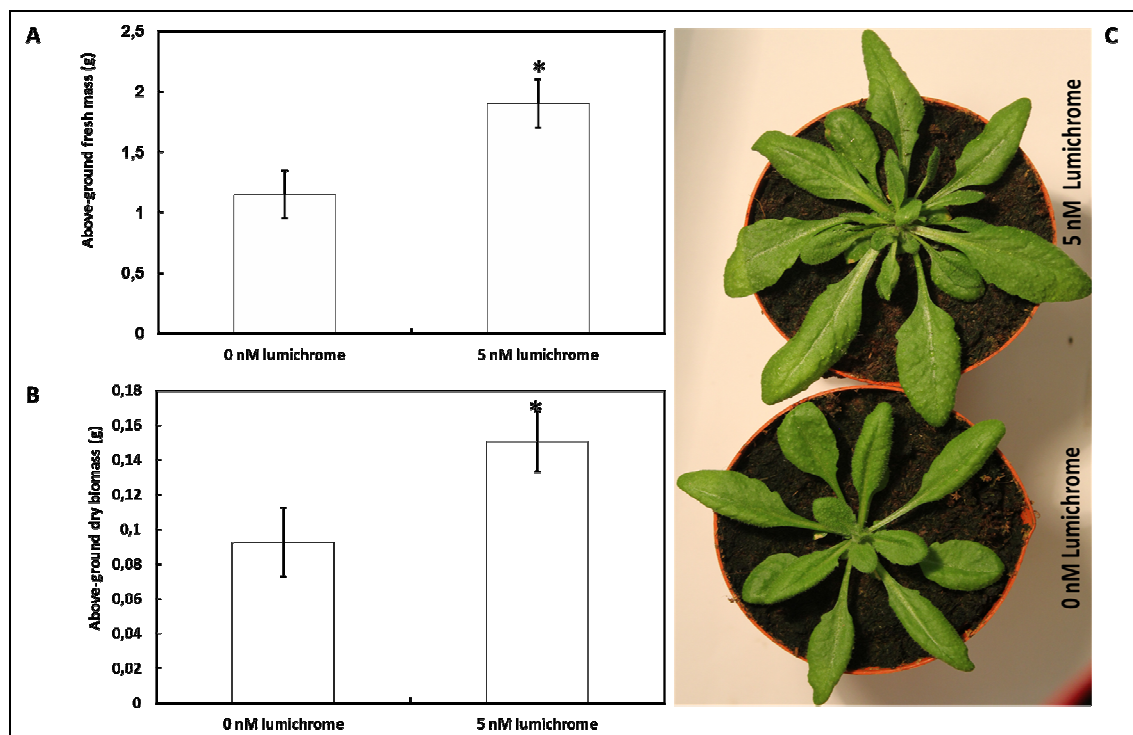 A
2,5
2
1,5
1
0,5
0
Above-ground fresh mass (g)
*
0 nM lumichrome
5 nM lumichrome
B
0,18
0,16
0,14
0,12
0,1
0,08
0,06
0,04
0,02
0
Above-ground dry biomass (g)
*
0 nM lumichrome
5 nM lumichrome
C
5 nM Lumichrome
0 nM Lumichrome